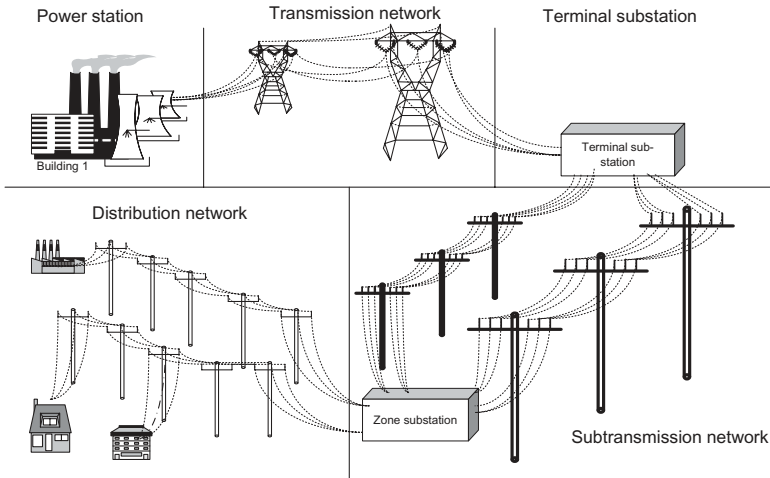 Power station
Transmission network
Terminal substation
Terminal sub-
station
Building 1
Distribution network
Zone substation
Subtransmission network